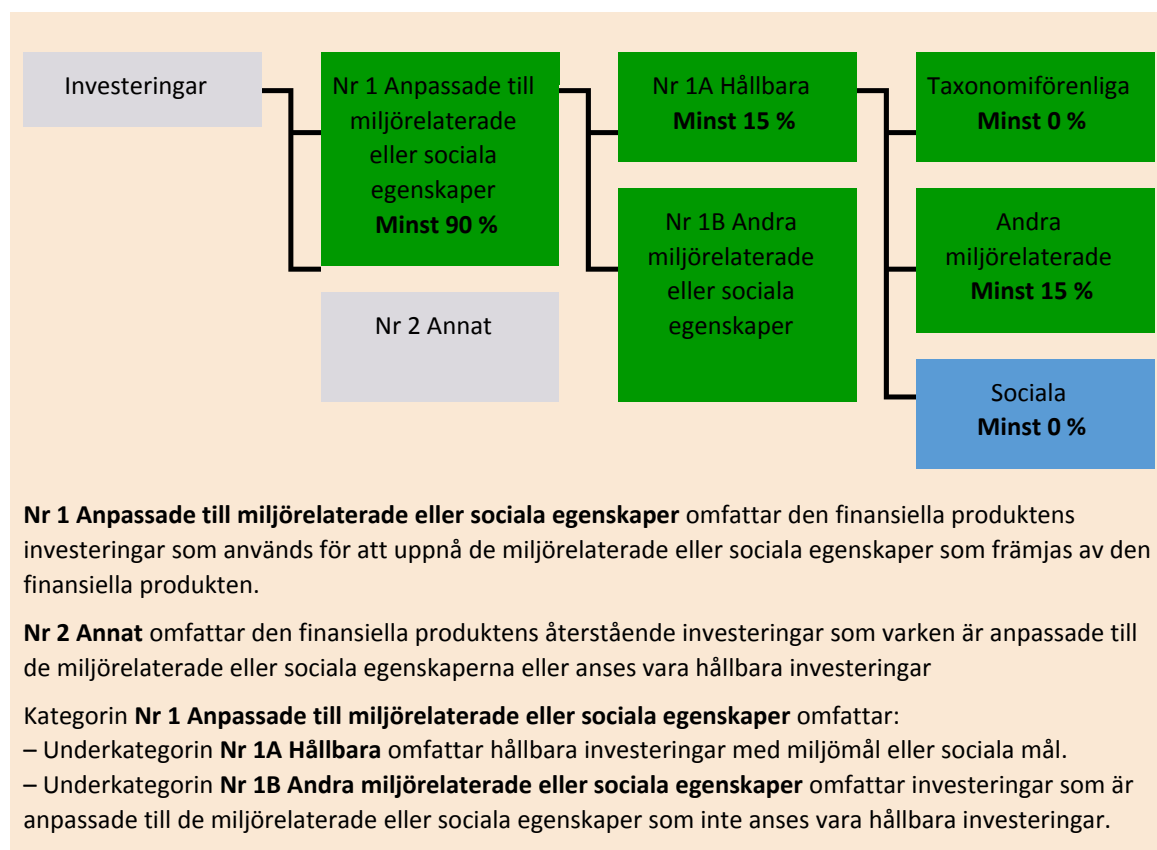 Investeringar
Nr 1 Anpassade till
miljörelaterade
eller sociala
egenskaper
Minst 90 %
Nr 2 Annat
Nr 1A Hållbara
Minst 15 %
Nr 1B Andra
miljörelaterade
eller sociala
egenskaper
Taxonomiförenliga
Minst 0 %
Andra
miljörelaterade
Minst 15 %
Sociala
Minst 0 %
Nr 1 Anpassade till miljörelaterade eller sociala egenskaper omfattar den finansiella produktens
investeringar som används för att uppnå de miljörelaterade eller sociala egenskaper som främjas av den
finansiella produkten.
Nr 2 Annat omfattar den finansiella produktens återstående investeringar som varken är anpassade till
de miljörelaterade eller sociala egenskaperna eller anses vara hållbara investeringar
Kategorin Nr 1 Anpassade till miljörelaterade eller sociala egenskaper omfattar:
– Underkategorin Nr 1A Hållbara omfattar hållbara investeringar med miljömål eller sociala mål.
– Underkategorin Nr 1B Andra miljörelaterade eller sociala egenskaper omfattar investeringar som är
anpassade till de miljörelaterade eller sociala egenskaper som inte anses vara hållbara investeringar.